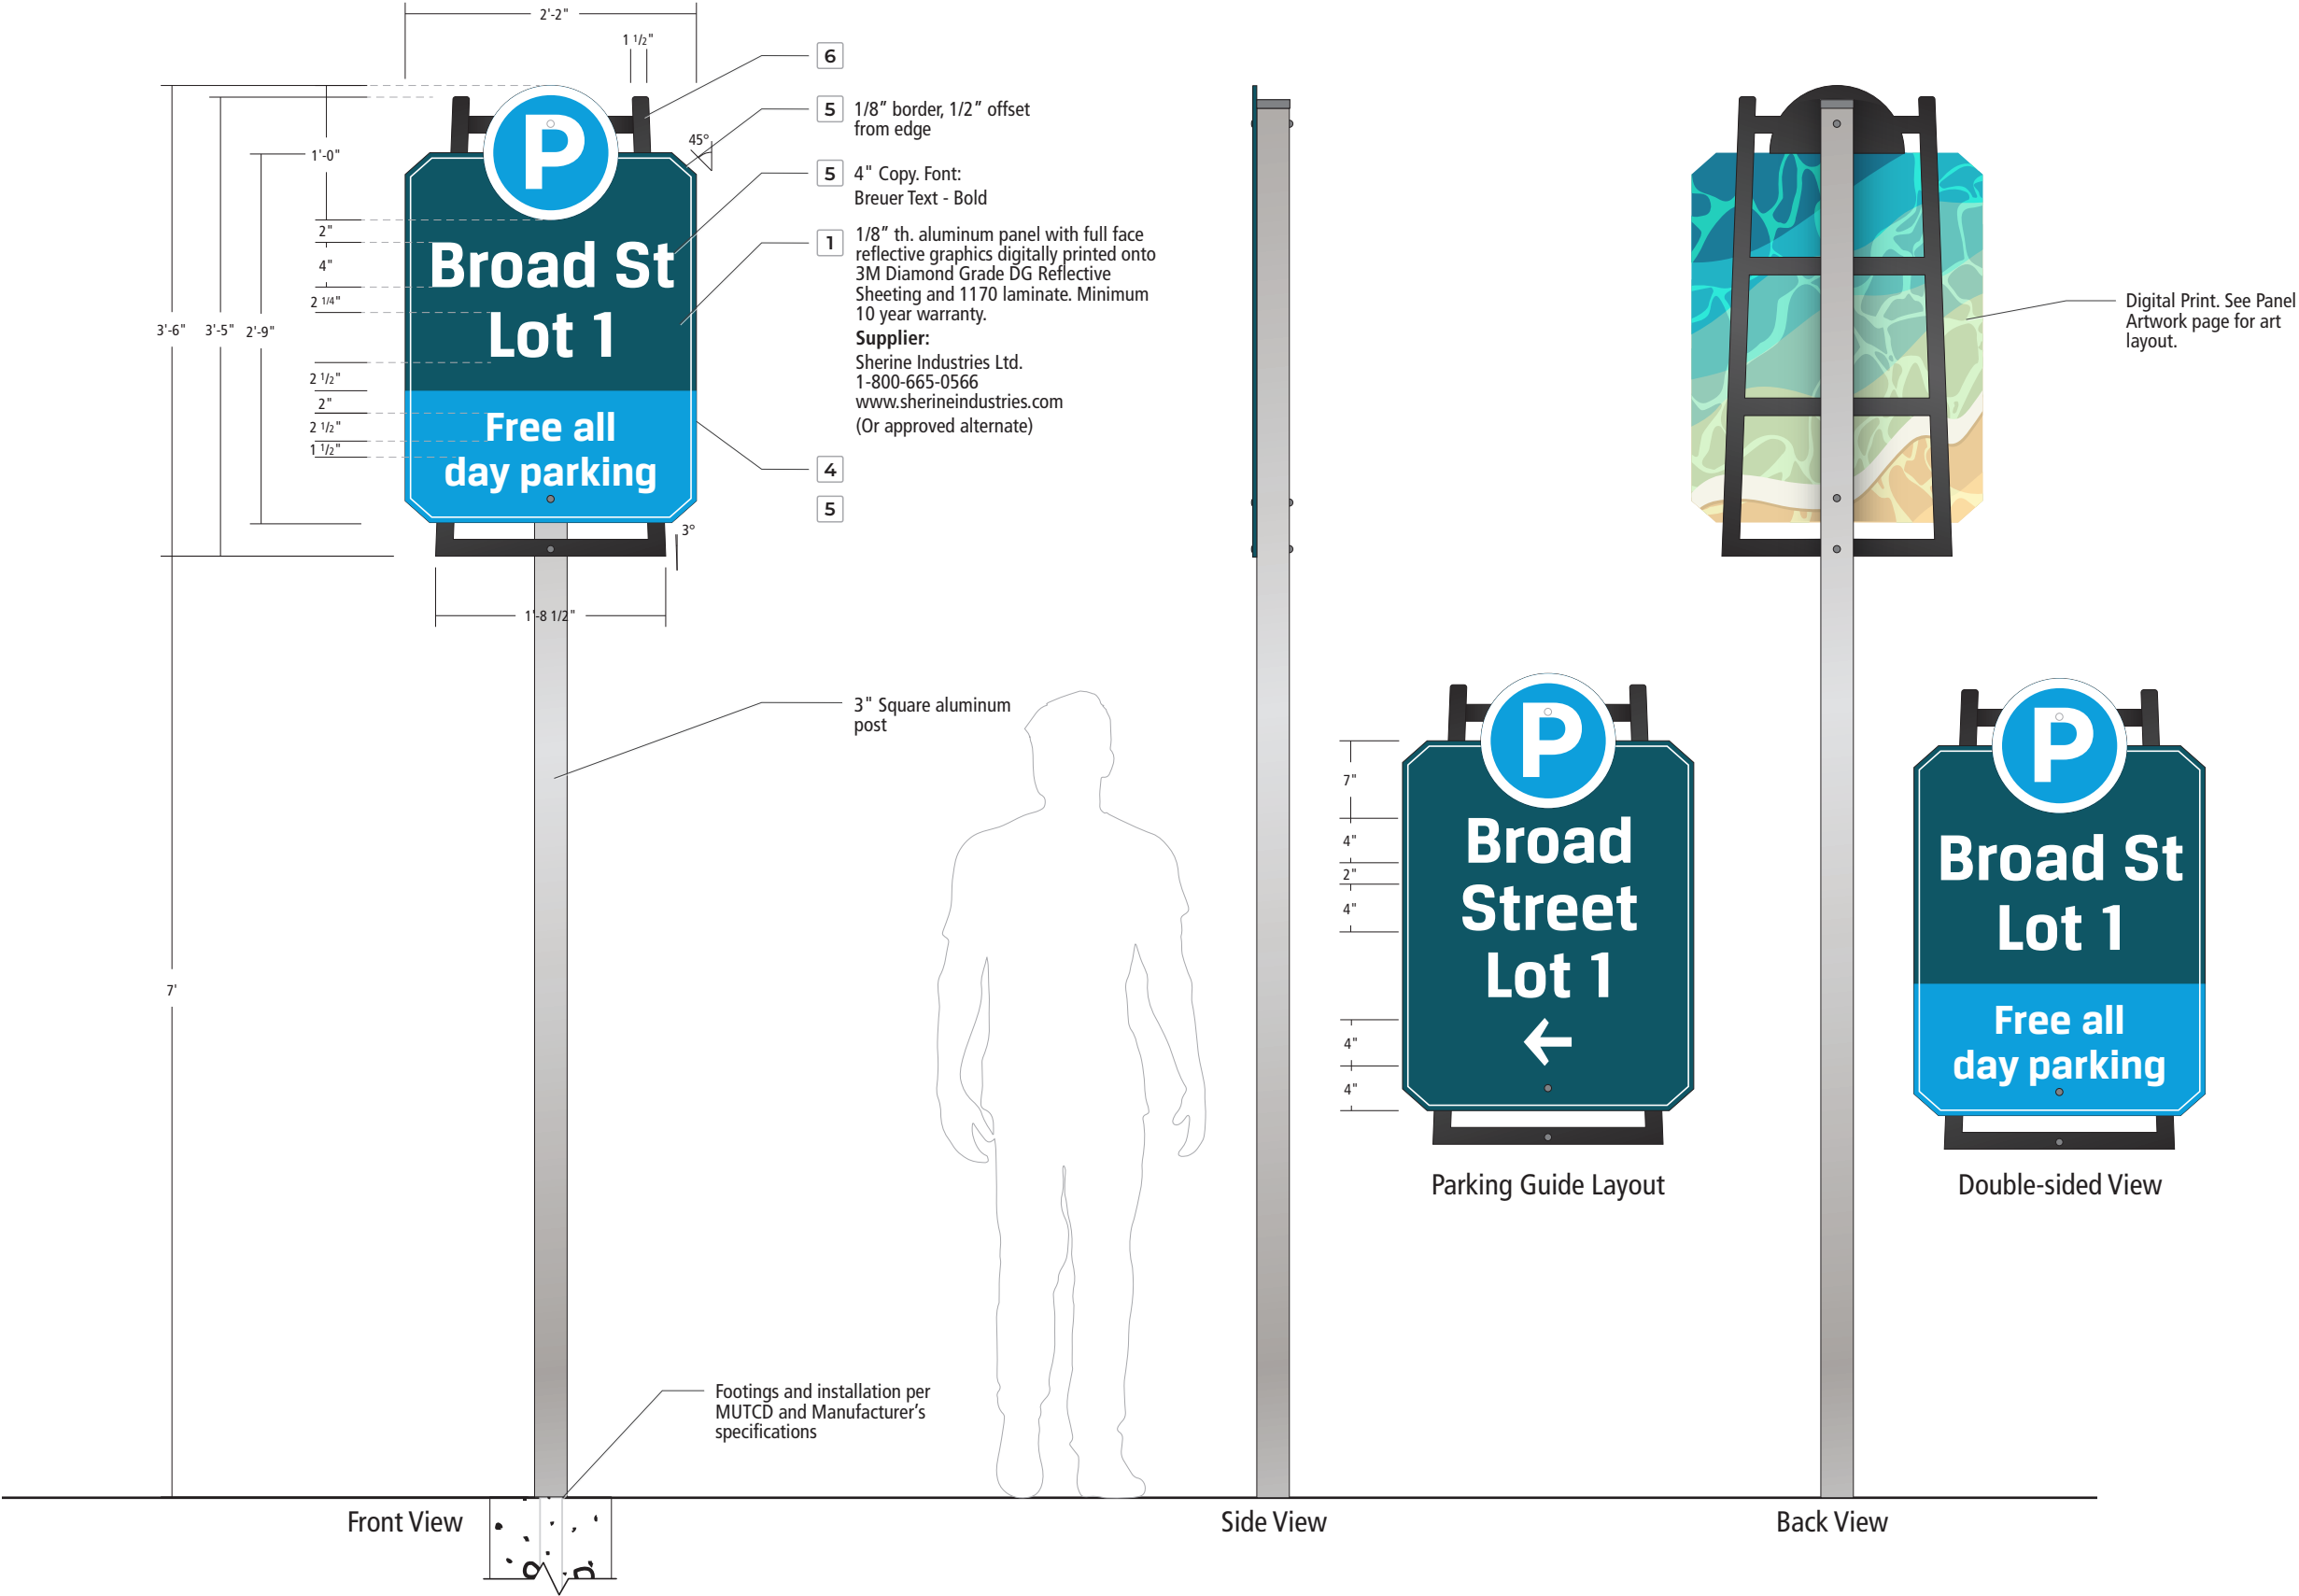 2'-2"
1 1/2"
6
5
1/8” border, 1/2” offset
from edge
45°
1'-0"
5
4" Copy. Font:
Breuer Text - Bold
P
2"
4"
2 1/4"
Broad St
Lot 1
1
1/8” th. aluminum panel with full face
reflective graphics digitally printed onto
3M Diamond Grade DG Reflective
Sheeting and 1170 laminate. Minimum
10 year warranty.
Supplier:
Sherine Industries Ltd.
1-800-665-0566
www.sherineindustries.com
(Or approved alternate)
3'-6"
3'-5"
2'-9"
2 1/2"
2"
2 1/2"
1 1/2"
Free all
day parking
4
5
3°
1'-8 1/2"
Digital Print. See Panel
Artwork page for art
layout.
3" Square aluminum
post
7'
Footings and installation per
MUTCD and Manufacturer’s
specifications
7"
4"
2"
4"
4"
4"
P
Broad
Street
Lot 1
Parking Guide Layout
P
Broad St
Lot 1
Free all
day parking
Double-sided View
Front View
Side View
Back View